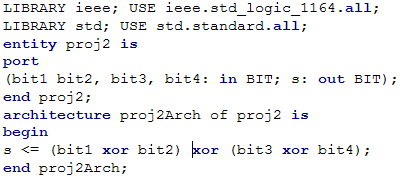 LIBRARY ieee; USE ieee.std_logic_1164.all;
LIBRARY std; USE std.standard.all;
entity proj2 is
port
(bit1 bit2, bit3, bit4: in BIT; s: out BIT);
end proj2;
architecture proj2Arch of proj2 is
begin
s <= (bit1 xor bit2) xor (bit3 xor bit4);
end proj2Arch;